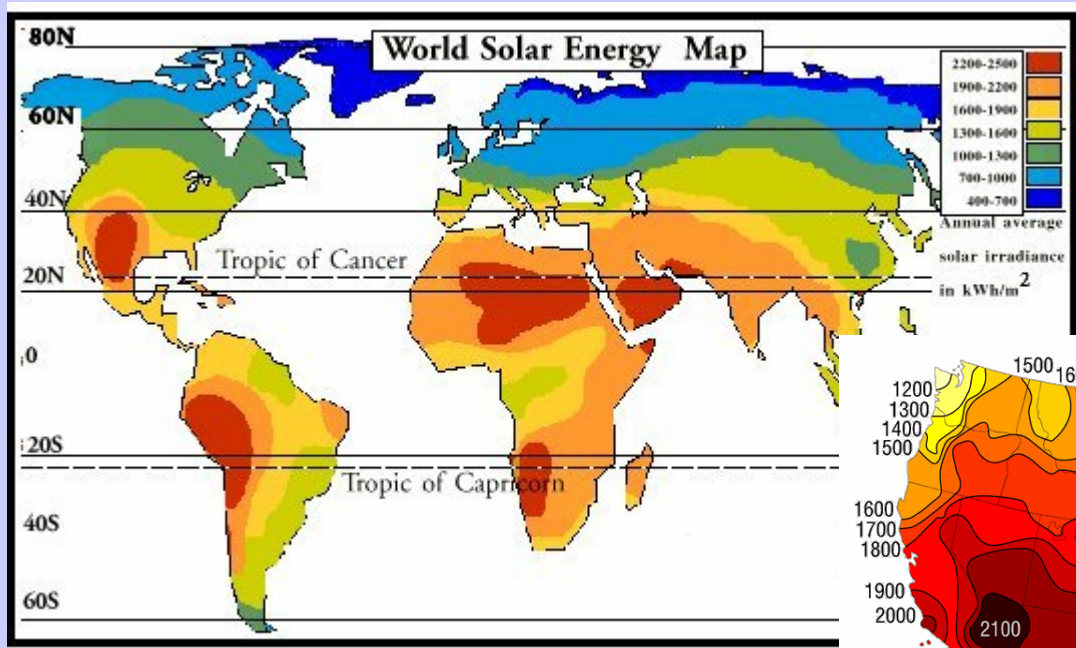 World Solar Energy Map
80N
60N
40N
20N
0
20S
40S
60S
Tropic of Cancer
Tropic of Capricorn
2200-2500
1900-2200
1600-1900
1300-1600
1000-1300
700-1000
400-700
Annual average
solar irradiance
in kWh/m2
1500 16
1200
1300
1400
1500
1600
1700
1800
1900
2000
2100